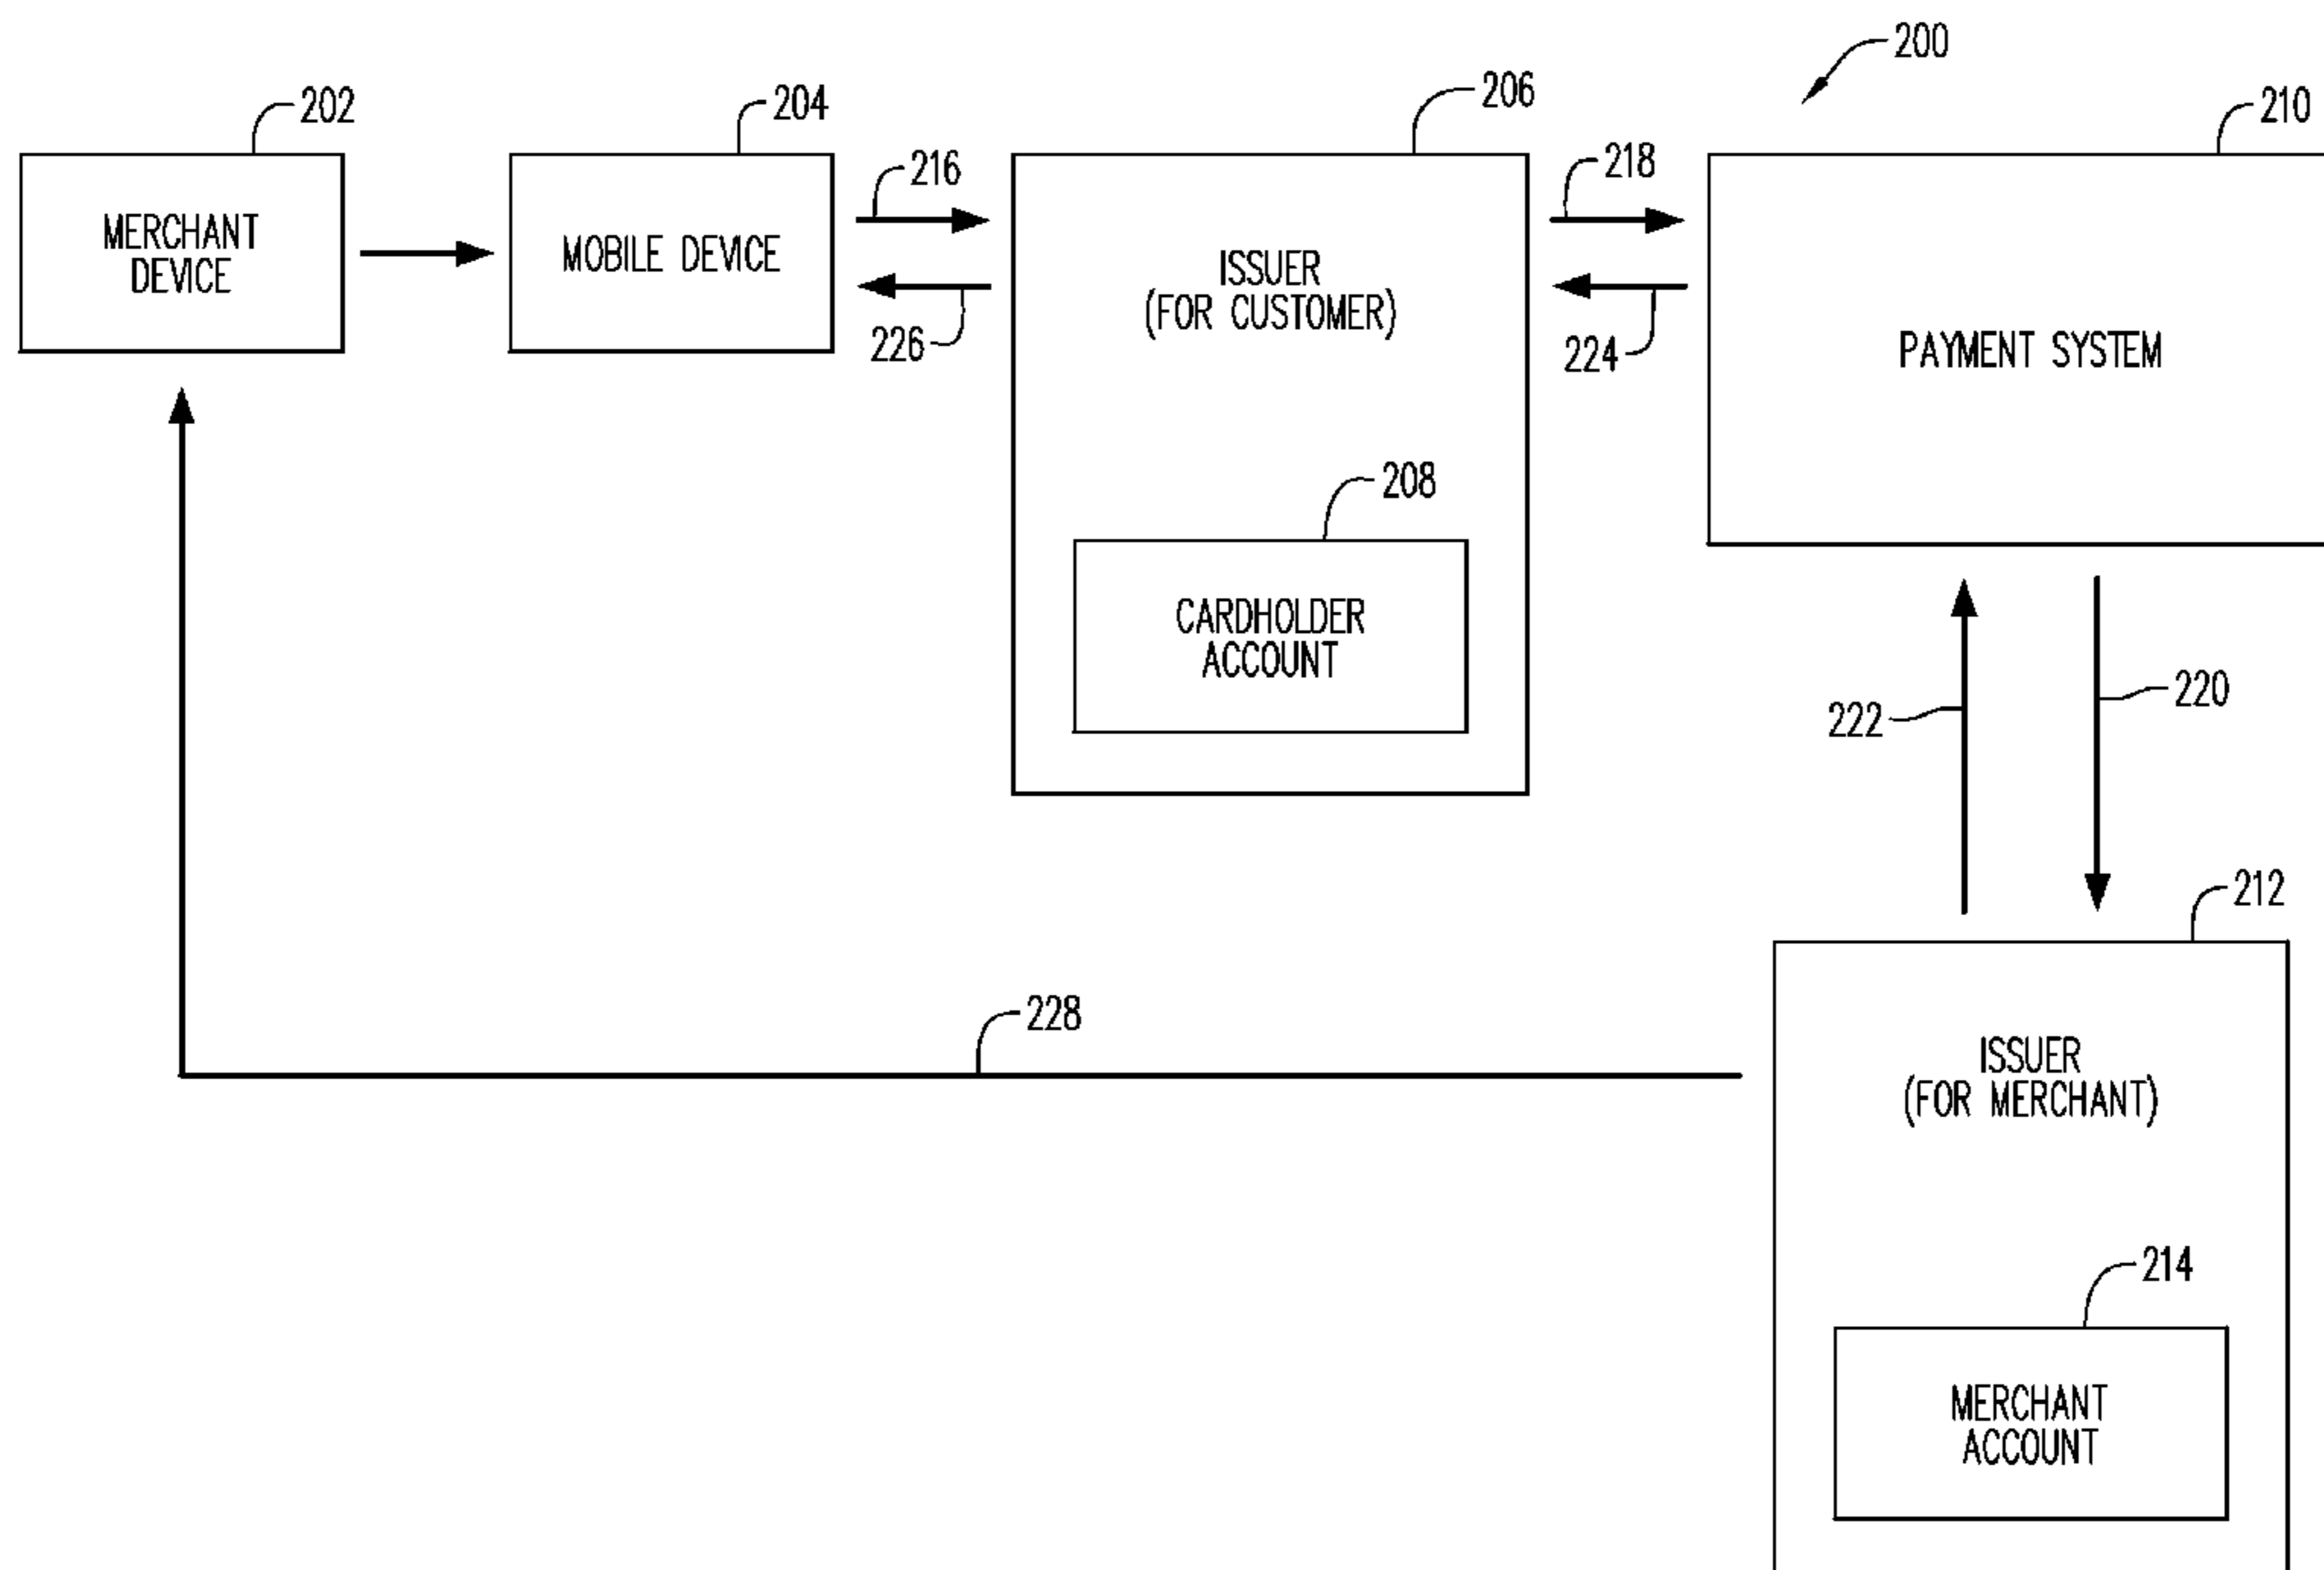 200
202
204
206
210
216
218
MERCHANT
DEVICE
MOBILE DEVICE
ISSUER
(FOR CUSTOMER)
226
224
PAYMENT SYSTEM
208
CARDHOLDER
ACCOUNT
222
220
212
228
ISSUER
(FOR MERCHANT)
214
MERCHANT
ACCOUNT